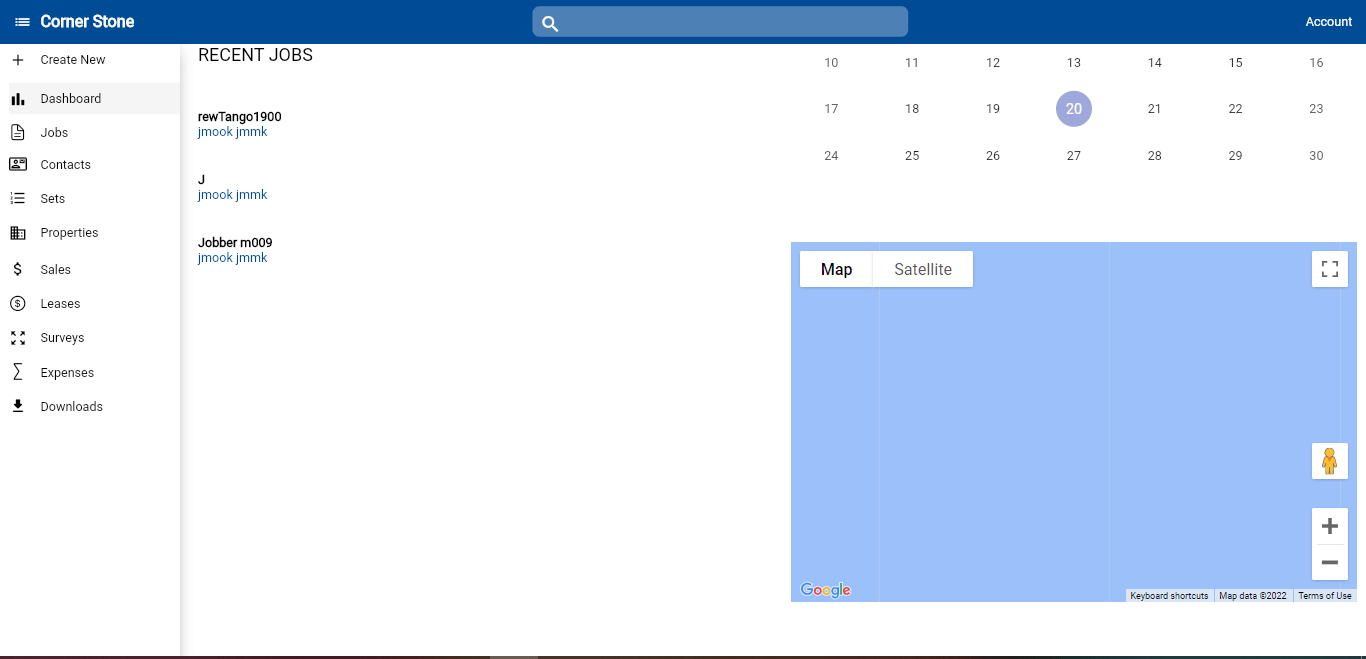 Corner Stone
Account
Create New
Dashboard
Jobs
Contacts
Sets
Properties
Sales
Leases
Surveys
Expenses
Downloads
RECENT JOBS
rewTango1900
jmook jmmk
J
jmook jmmk
Jobber m009
jmook jmmk
10 11 12 13 14 15 16
17 18 19 20 21 22 23
24 25 26 27 28 29 30
Map Satellite
Google
Keyboard shortcuts Map data ©2022 Terms of Use